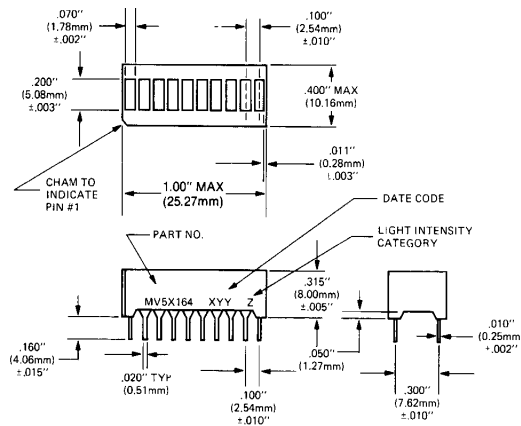 .070"
(1.78mm)
±.002"
.100"
(2.54mm)
±.010"
.200"
(5.08mm)
±.003"
.400" MAX
(10.16mm)
.011"
(0.28mm)
±.003"
CHAM TO
INDICATE
PIN #1
1.00" MAX
(25.27mm)
DATE CODE
PART NO.
LIGHT INTENSITY
CATEGORY
MV5X164 XYY Z
.315"
(8.00mm)
±.005"
.160"
(4.06mm)
±.015"
.020" TYP
(0.51mm)
.100"
(2.54mm)
±.010"
.050"
(1.27mm)
.010"
(0.25mm
±.002"
.300"
(7.62mm)
±.010"